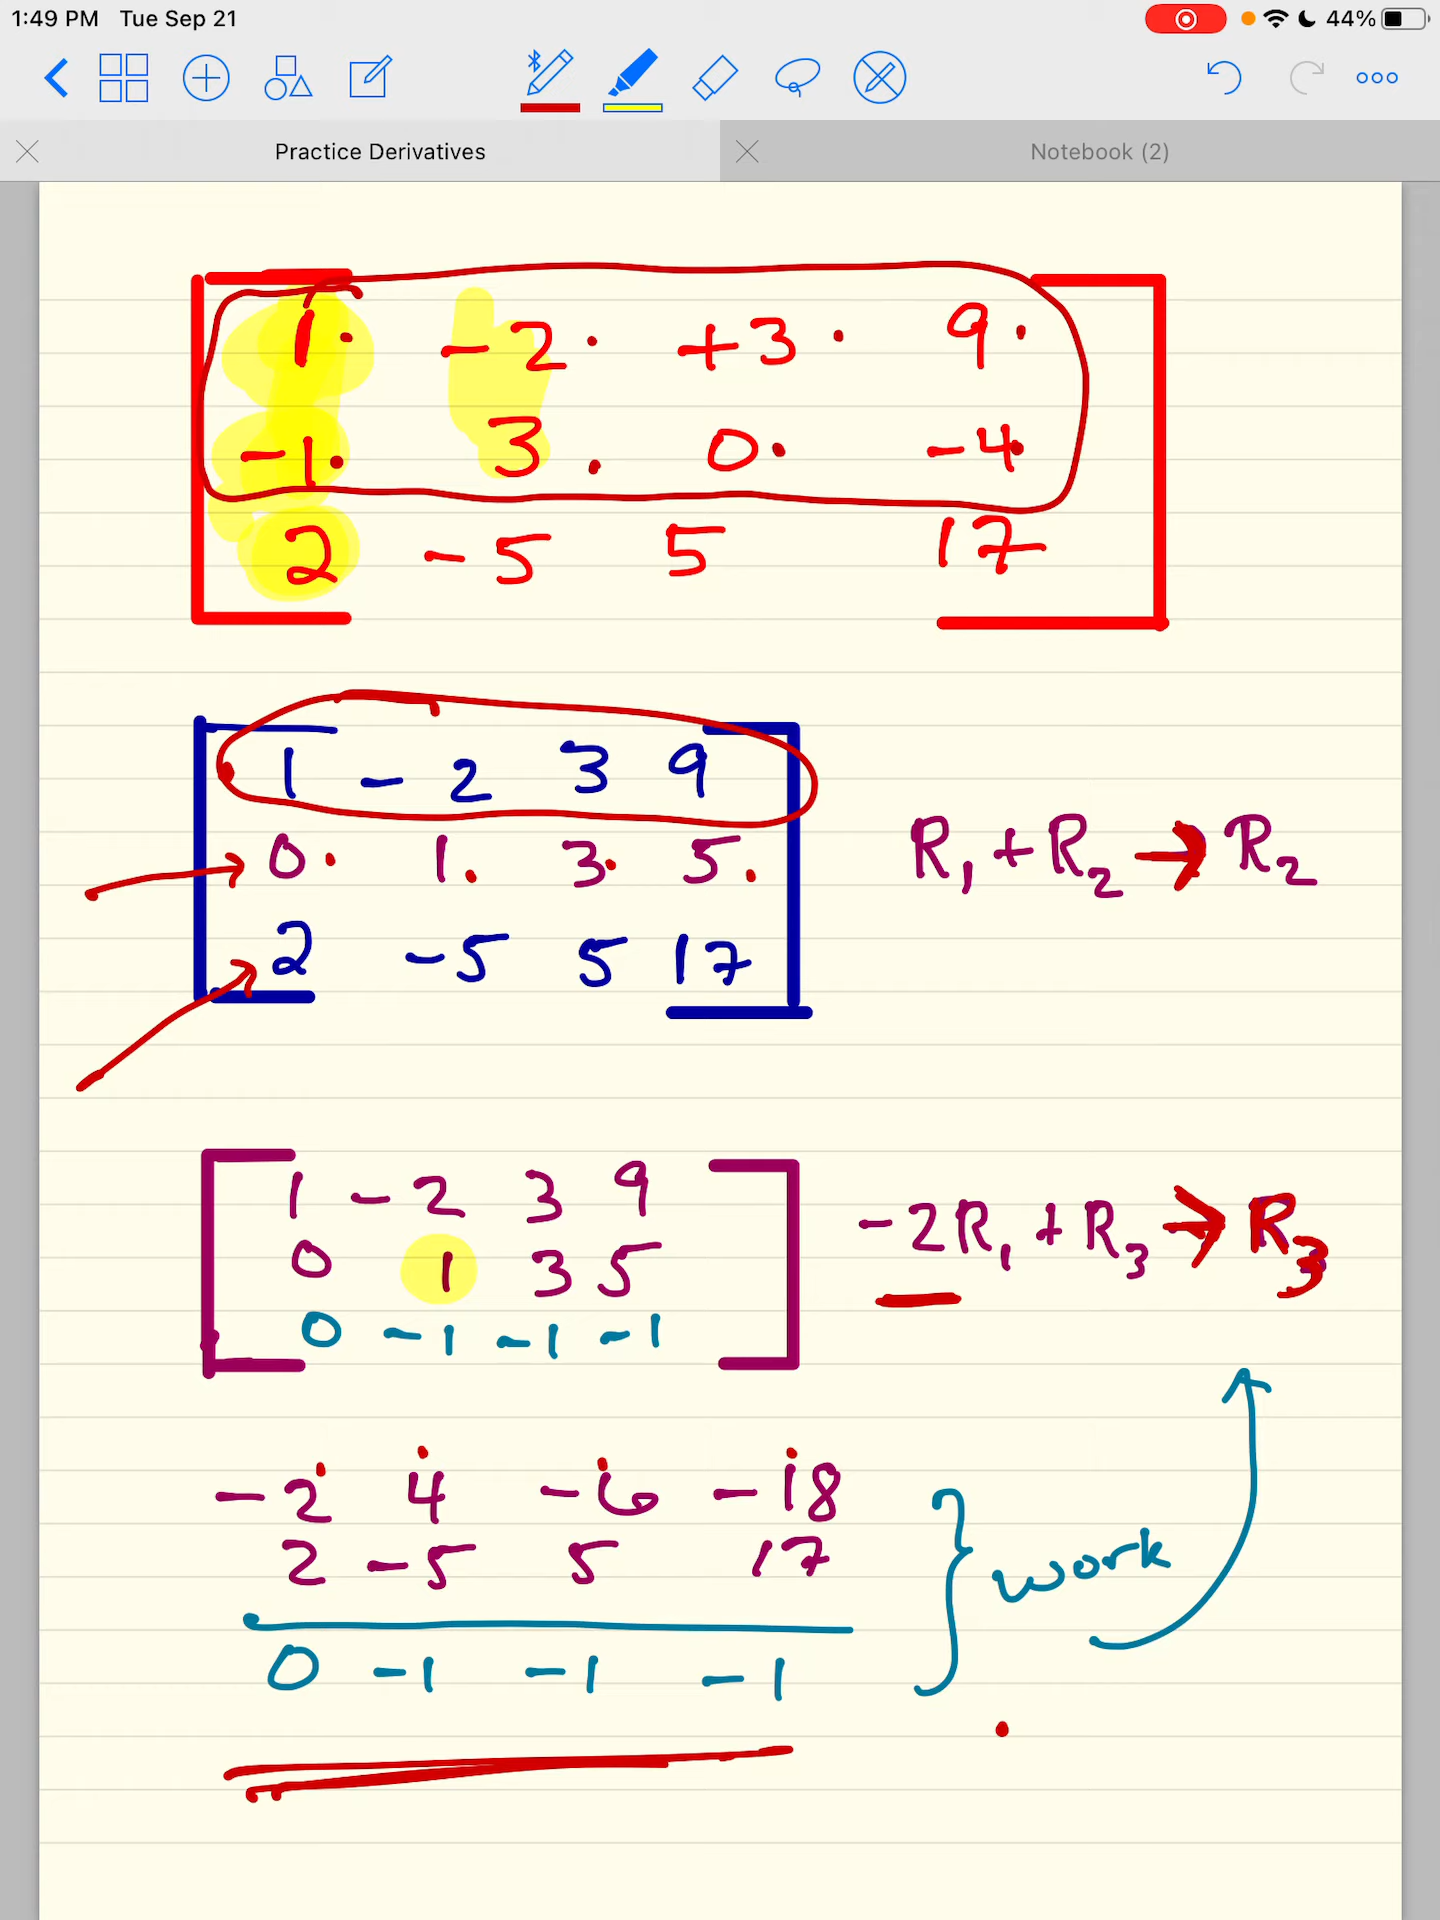 1:49 PM Tue Sep 21 44%
Practice Derivatives Notebook (2)
1 -2 +3 9
-1 3 0 -4
2 -5 5 17
1 -2 3 9
0 1 3 5 R1 + R2 → R2
2 -5 5 17
1 -2 3 9 -2R1 + R3 → R3
0 1 3 5
0 -1 -1 -1
-2 4 -6 -18
2 -5 5 17 work
0 -1 -1 -1